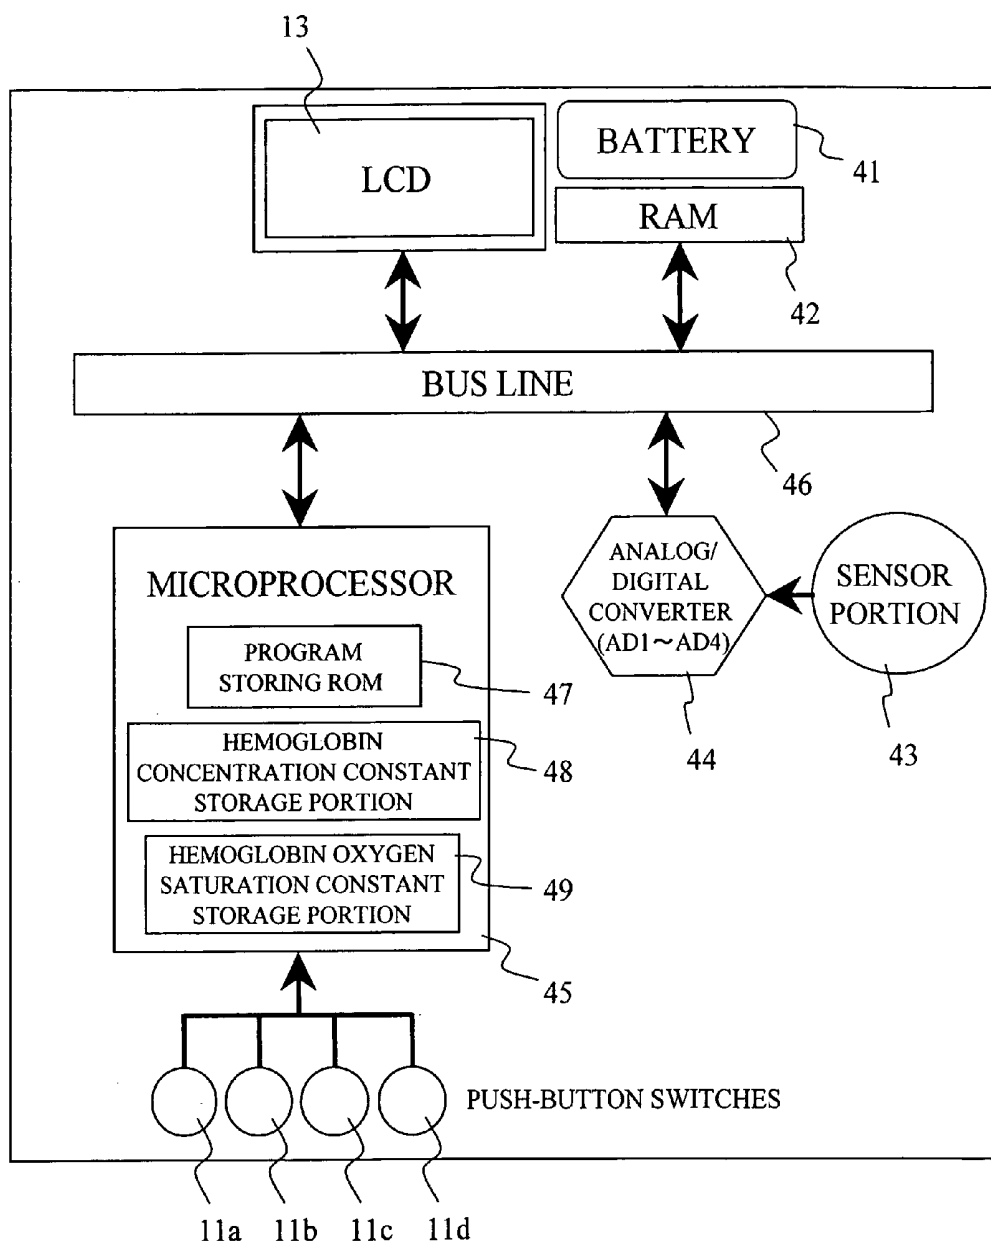 13
LCD
BATTERY
41
RAM
42
BUS LINE
46
MICROPROCESSOR
PROGRAM
STORING ROM
47
HEMOGLOBIN
CONCENTRATION CONSTANT
STORAGE PORTION
48
HEMOGLOBIN OXYGEN
SATURATION CONSTANT
STORAGE PORTION
49
45
ANALOG/
DIGITAL
CONVERTER
(AD1~AD4)
44
SENSOR
PORTION
43
PUSH-BUTTON SWITCHES
11a
11b
11c
11d